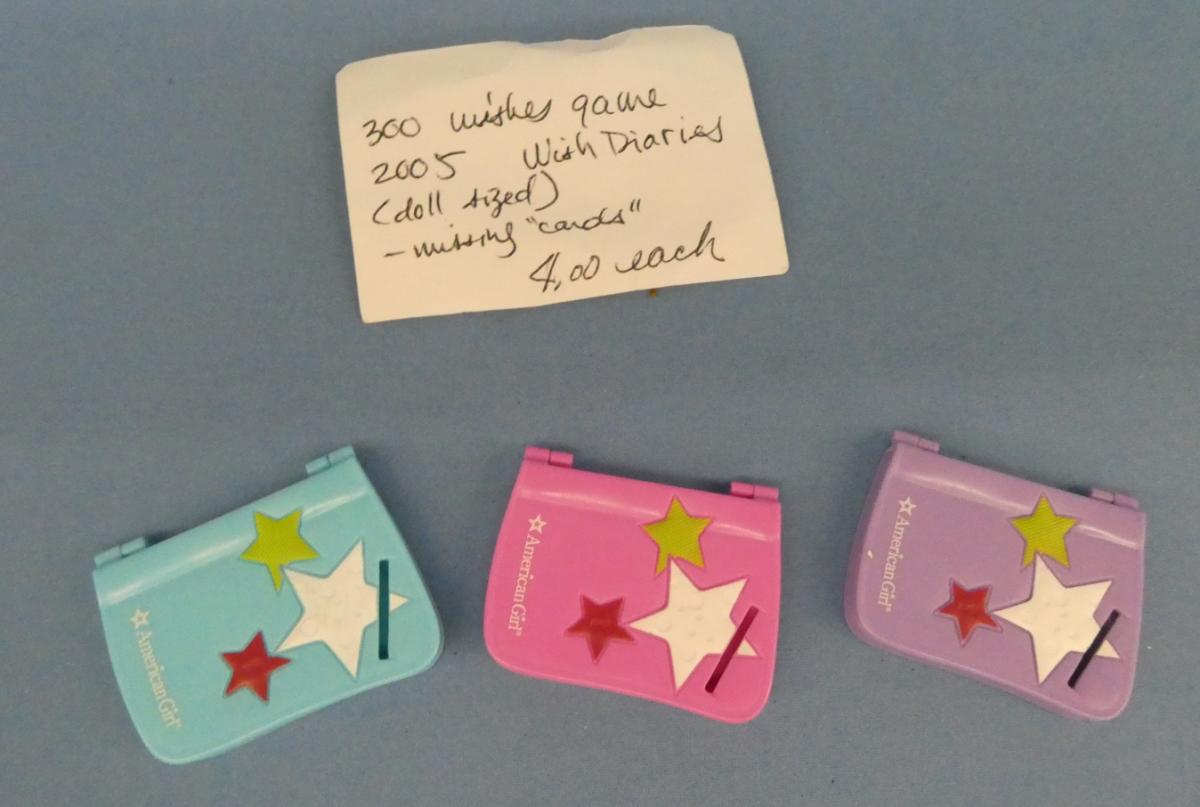 300 wishes game
2005 Wish Diaries
(doll sized)
- missing "cards"
4.00 each
American Girl®
American Girl®
American Girl®